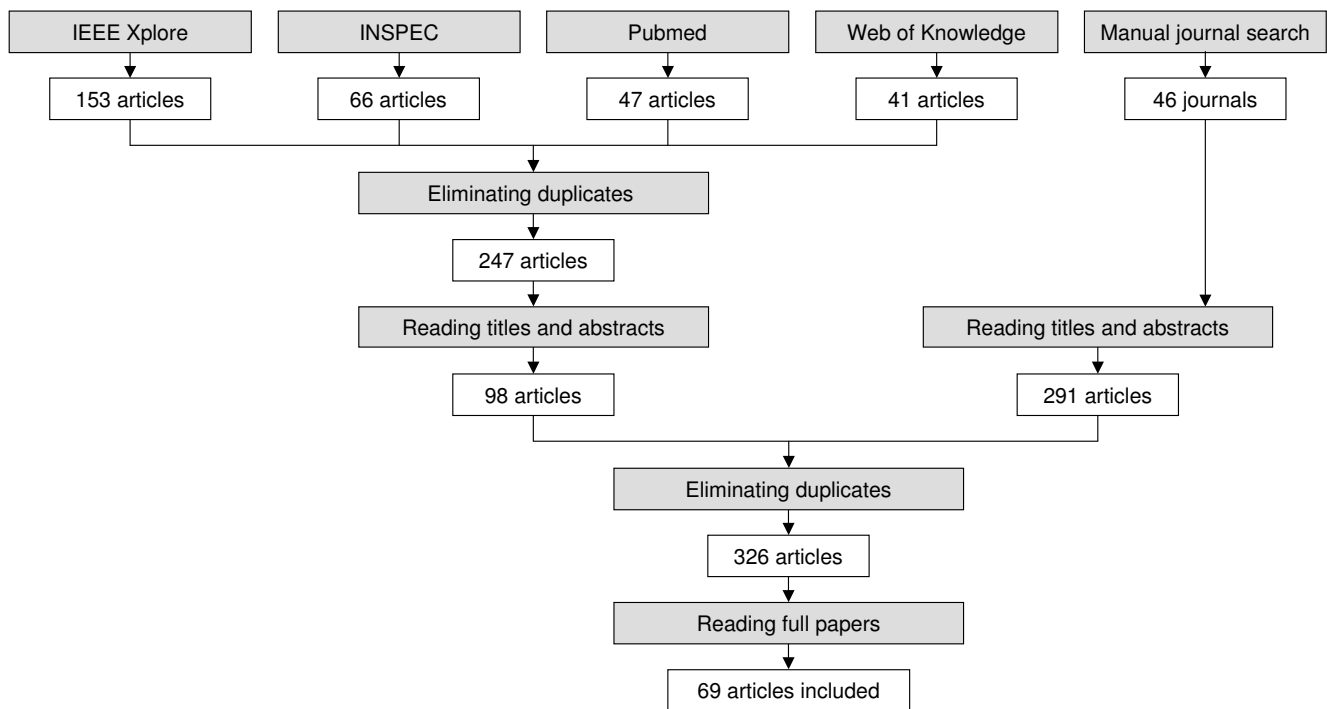 IEEE Xplore
INSPEC
Pubmed
Web of Knowledge
Manual journal search
153 articles
66 articles
47 articles
41 articles
46 journals
Eliminating duplicates
247 articles
Reading titles and abstracts
Reading titles and abstracts
98 articles
291 articles
Eliminating duplicates
326 articles
Reading full papers
69 articles included